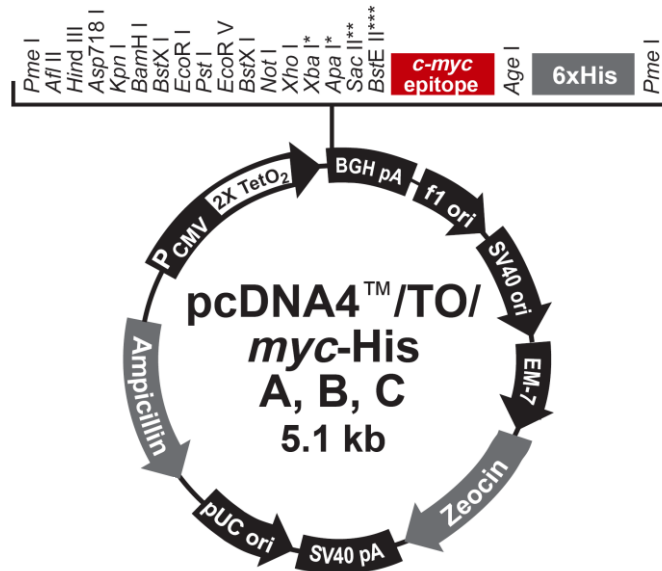 Pme I
Afl II
Hind III
Asp718 I
Kpn I
BamH I
BstX I
EcoR I
Pst I
EcoR V
BstX I
Not I
Xho I
Xba I*
Apa I*
Sac II**
BstE II***
c-myc
epitope
Age I
6xHis
Pme I
PCMV
2X TetO2
BGH pA
f1 ori
SV40 ori
EM-7
Zeocin
SV40 pA
pUC ori
Ampicillin
pcDNA4™/TO/
myc-His
A, B, C
5.1 kb